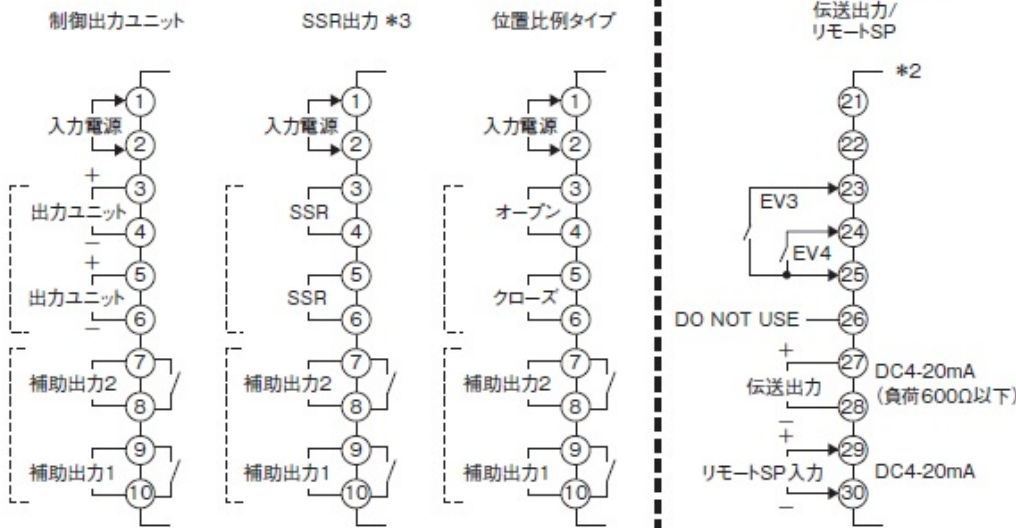 制御出力ユニット
入力電源
+
出力ユニット
−
+
出力ユニット
−
補助出力2
補助出力1
1
2
3
4
5
6
7
8
9
10
SSR出力 *3
入力電源
SSR
SSR
補助出力2
補助出力1
1
2
3
4
5
6
7
8
9
10
位置比例タイプ
入力電源
オープン
クローズ
補助出力2
補助出力1
1
2
3
4
5
6
7
8
9
10
伝送出力/
リモートSP
*2
21
22
23
EV3
24
EV4
25
DO NOT USE
26
+
27
DC4-20mA
伝送出力
(負荷600Ω以下)
28
−
+
29
リモートSP入力
DC4-20mA
30
−